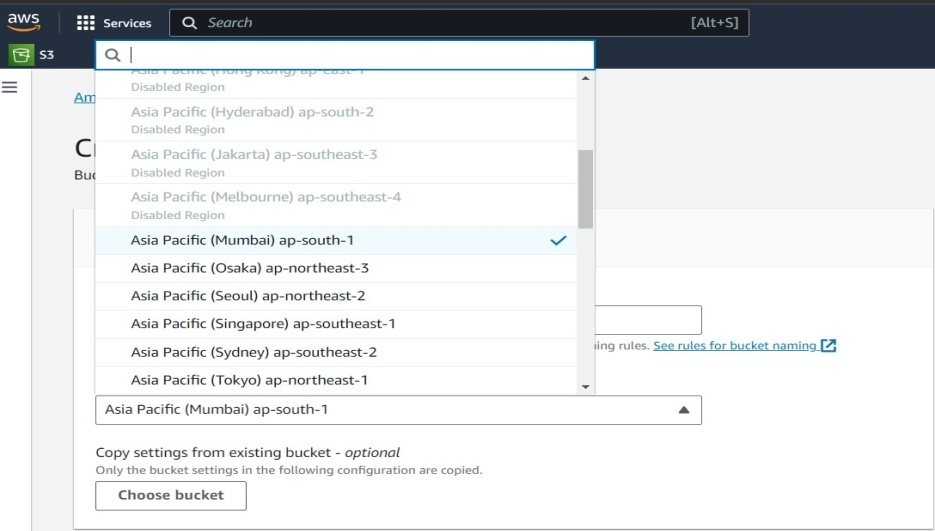 aws
Services
Search
[Alt+S]
S3
Am
Asia Pacific (Hong Kong) ap-east-1
Disabled Region
Asia Pacific (Hyderabad) ap-south-2
Disabled Region
Asia Pacific (Jakarta) ap-southeast-3
Disabled Region
Asia Pacific (Melbourne) ap-southeast-4
Disabled Region
Buc
Asia Pacific (Mumbai) ap-south-1
Asia Pacific (Osaka) ap-northeast-3
Asia Pacific (Seoul) ap-northeast-2
Asia Pacific (Singapore) ap-southeast-1
ing rules. See rules for bucket naming
Asia Pacific (Sydney) ap-southeast-2
Asia Pacific (Tokyo) ap-northeast-1
Asia Pacific (Mumbai) ap-south-1
Copy settings from existing bucket - optional
Only the bucket settings in the following configuration are copied.
Choose bucket